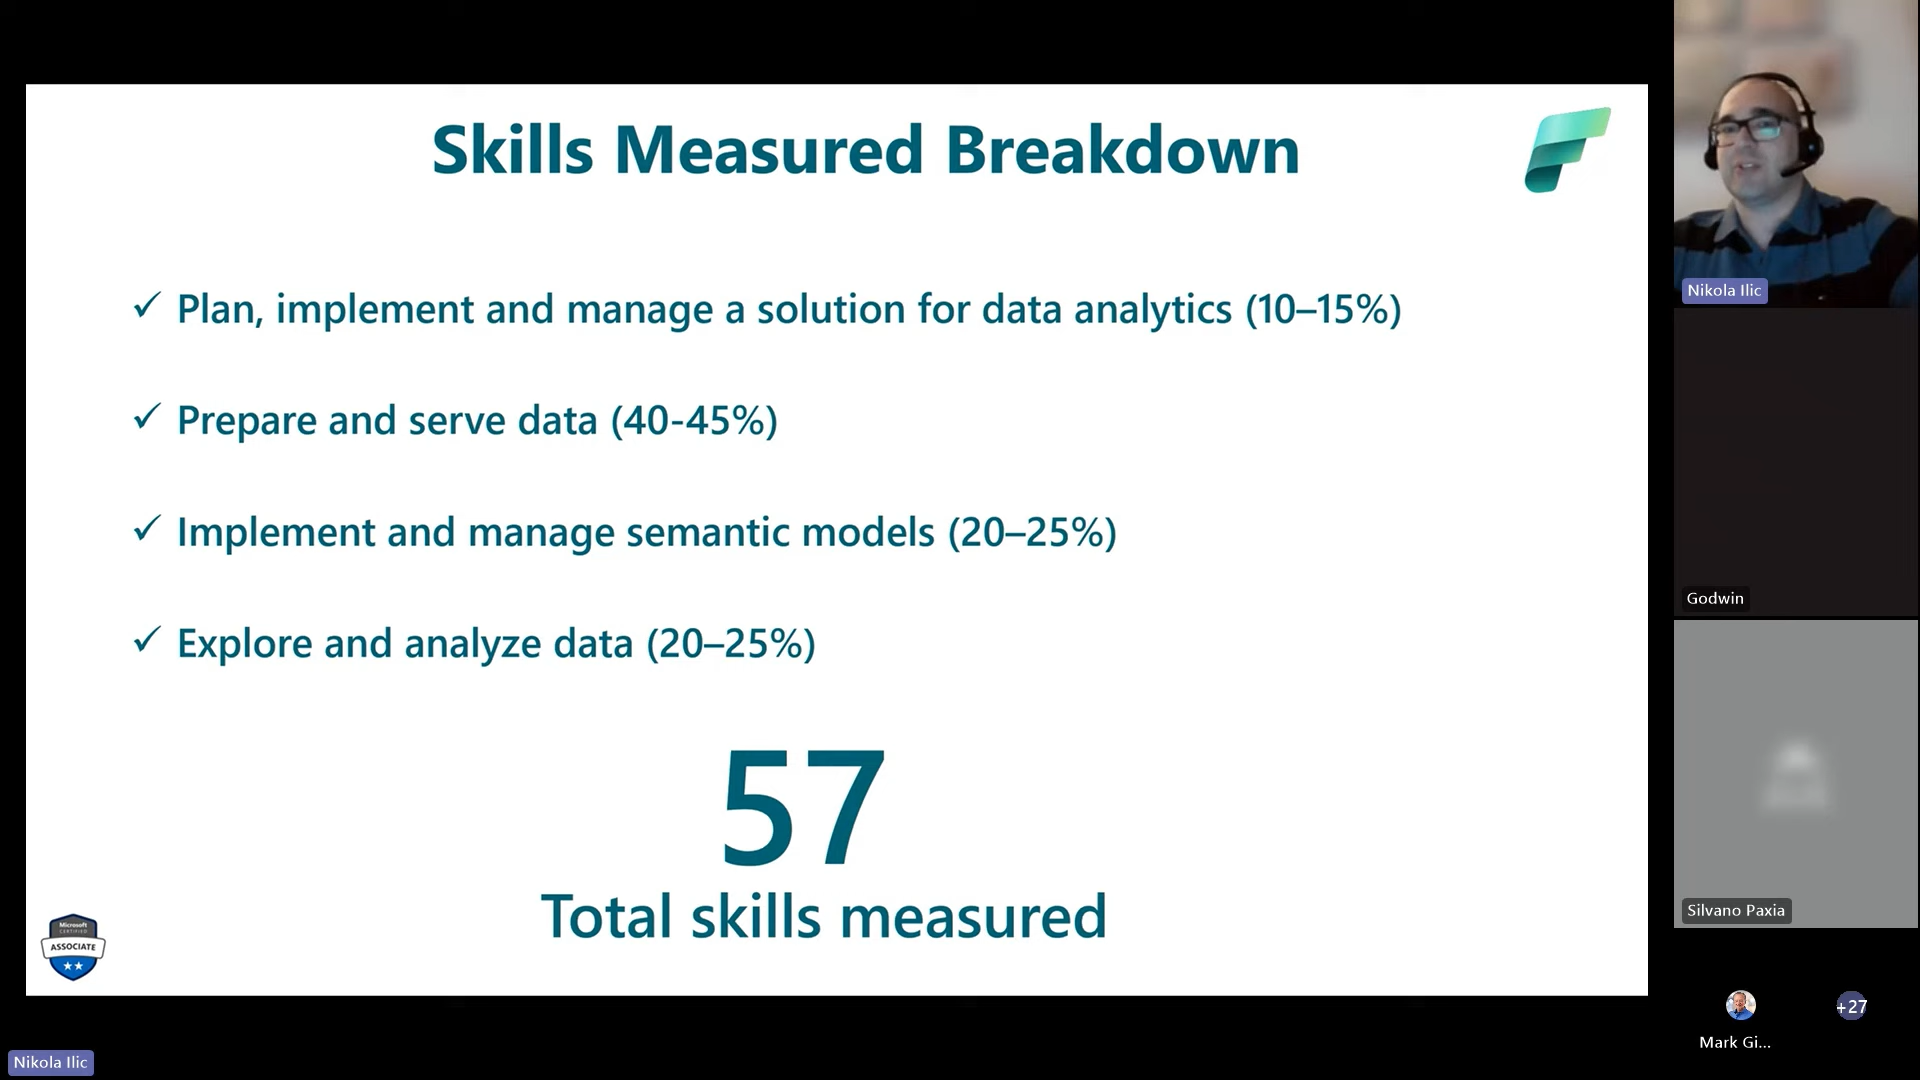 Skills Measured Breakdown
✓ Plan, implement and manage a solution for data analytics (10–15%)
✓ Prepare and serve data (40-45%)
✓ Implement and manage semantic models (20–25%)
✓ Explore and analyze data (20–25%)
57
Total skills measured
Microsoft
CERTIFIED
ASSOCIATE
Nikola Ilic
Godwin
Silvano Paxia
Mark Gi...
+27
Nikola Ilic